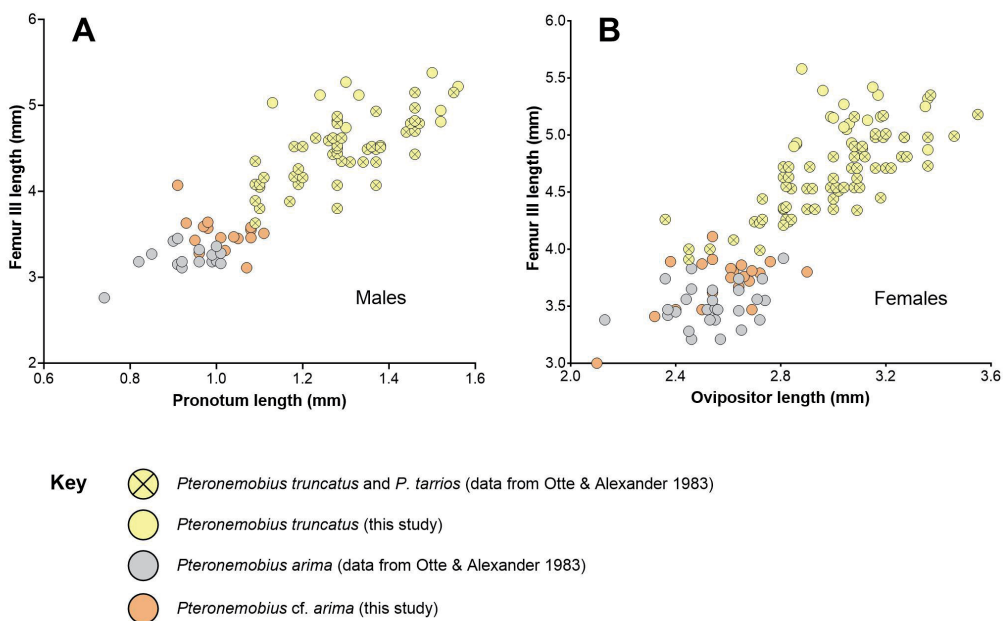 A
Femur III length (mm)
6
5
4
3
2
0.6 0.8 1.0 1.2 1.4 1.6
Pronotum length (mm)
Males
B
Femur III length (mm)
6.0
5.5
5.0
4.5
4.0
3.5
3.0
2.0 2.4 2.8 3.2 3.6
Ovipositor length (mm)
Females
Key
Pteronemobius truncatus and P. tarrios (data from Otte & Alexander 1983)
Pteronemobius truncatus (this study)
Pteronemobius arima (data from Otte & Alexander 1983)
Pteronemobius cf. arima (this study)